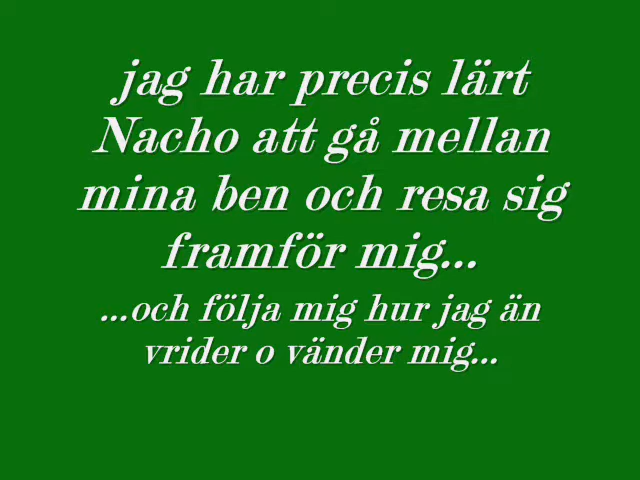 jag har precis lärt
Nacho att gå mellan
mina ben och resa sig
framför mig...
...och följa mig hur jag än
vrider o vänder mig...